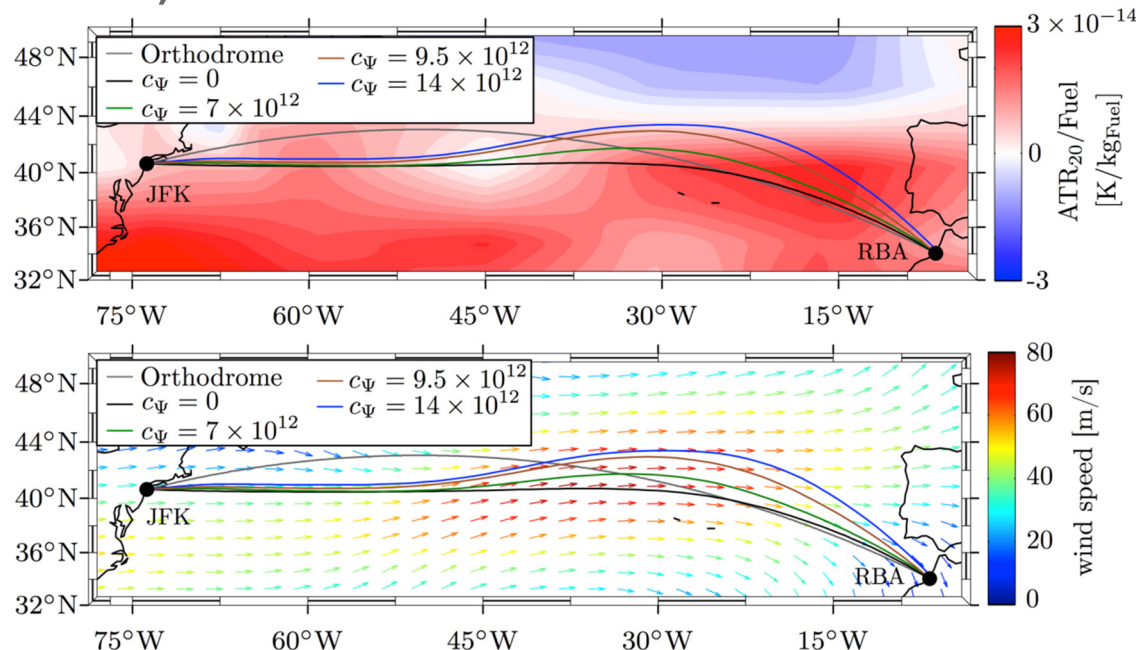 48°N
44°N
40°N
36°N
32°N
Orthodrome
c_Ψ = 0
c_Ψ = 7 × 10^12
c_Ψ = 9.5 × 10^12
c_Ψ = 14 × 10^12
JFK
RBA
75°W 60°W 45°W 30°W 15°W
3 × 10^−14
0
-3
ATR₂₀/Fuel
[K/kg_Fuel]
48°N
44°N
40°N
36°N
32°N
Orthodrome
c_Ψ = 0
c_Ψ = 7 × 10^12
c_Ψ = 9.5 × 10^12
c_Ψ = 14 × 10^12
JFK
RBA
75°W 60°W 45°W 30°W 15°W
80
60
40
20
0
wind speed [m/s]